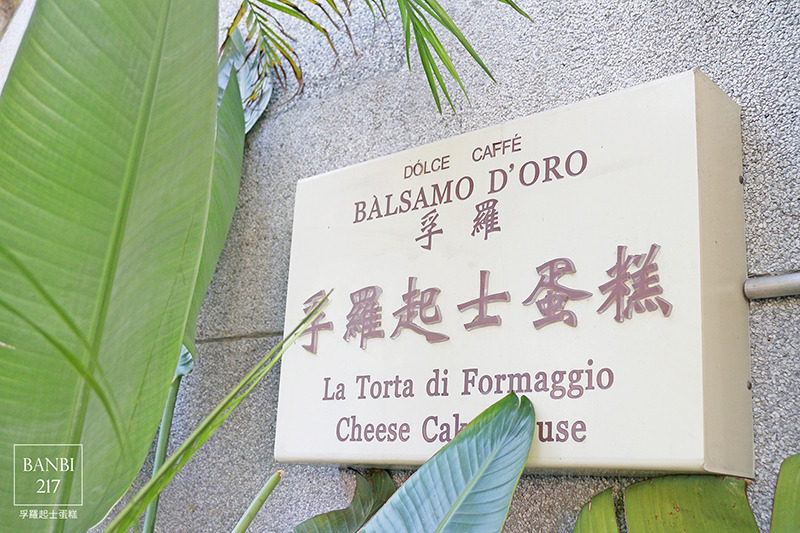 DÓLCE CAFFÉ
BÀLSAMO D'ORO
孚羅
孚羅起士蛋糕
La Torta di Formaggio
Cheese
BANBI
217
孚羅起士蛋糕